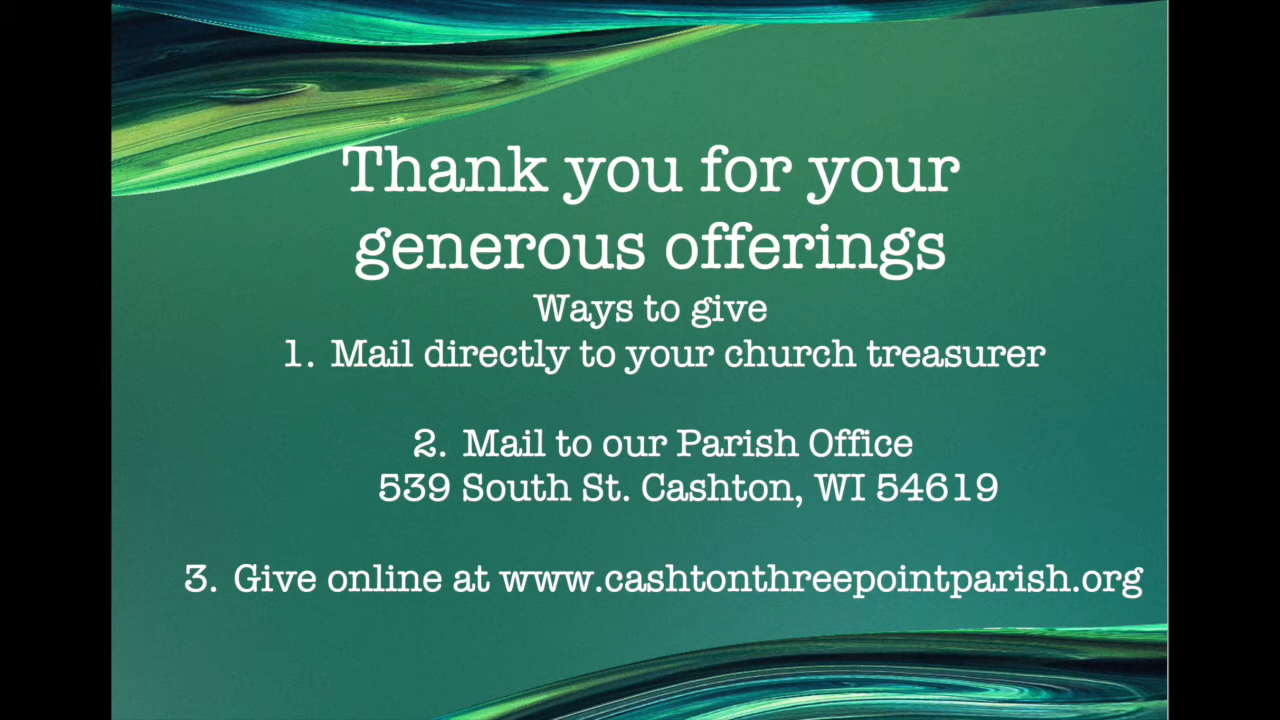 Thank you for your
generous offerings
Ways to give
1. Mail directly to your church treasurer
2. Mail to our Parish Office
539 South St. Cashton, WI 54619
3. Give online at www.cashtonthreepointparish.org